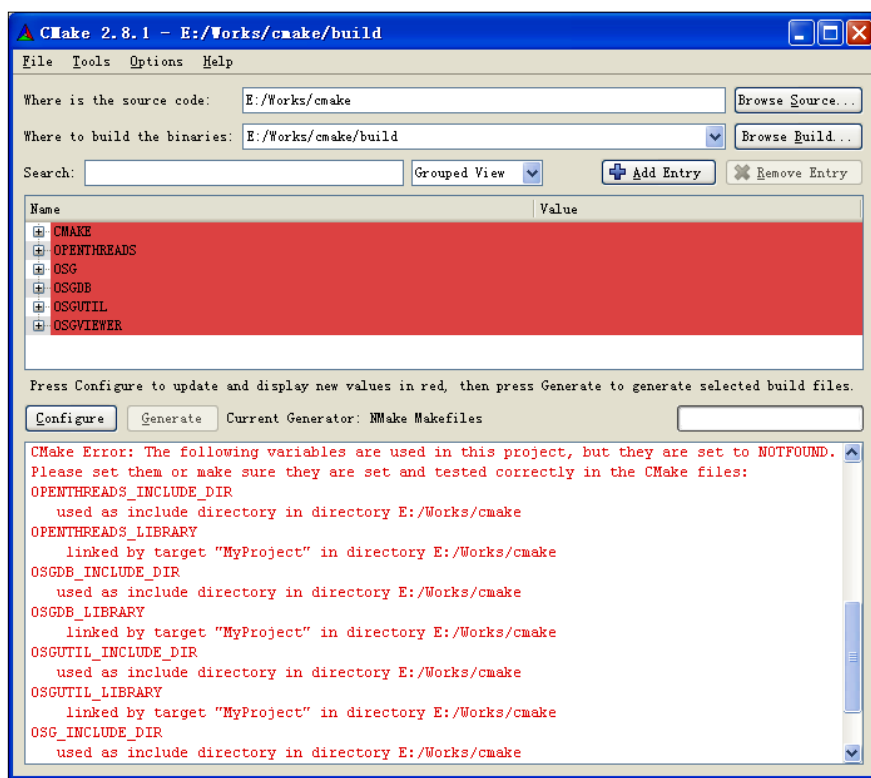 CMake 2.8.1 - E:/Works/cmake/build
File Tools Options Help
Where is the source code: E:/Works/cmake Browse Source...
Where to build the binaries: E:/Works/cmake/build Browse Build...
Search: Grouped View Add Entry Remove Entry
Name Value
CMAKE
OPENTHREADS
OSG
OSGDB
OSGUTIL
OSGVIEWER
Press Configure to update and display new values in red, then press Generate to generate selected build files.
Configure Generate Current Generator: NMake Makefiles
CMake Error: The following variables are used in this project, but they are set to NOTFOUND.
Please set them or make sure they are set and tested correctly in the CMake files:
OPENTHREADS_INCLUDE_DIR
used as include directory in directory E:/Works/cmake
OPENTHREADS_LIBRARY
linked by target "MyProject" in directory E:/Works/cmake
OSGDB_INCLUDE_DIR
used as include directory in directory E:/Works/cmake
OSGDB_LIBRARY
linked by target "MyProject" in directory E:/Works/cmake
OSGUTIL_INCLUDE_DIR
used as include directory in directory E:/Works/cmake
OSGUTIL_LIBRARY
linked by target "MyProject" in directory E:/Works/cmake
OSG_INCLUDE_DIR
used as include directory in directory E:/Works/cmake